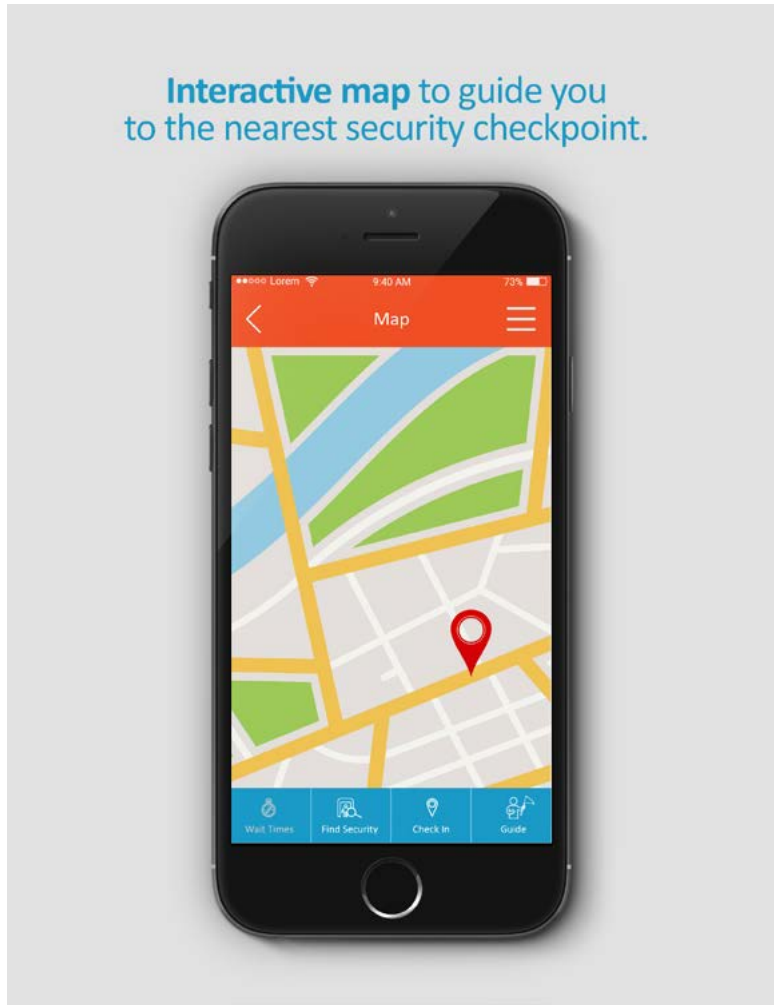 Interactive map to guide you
to the nearest security checkpoint.
Lorem 9:40 AM 73%
Map
Wait Times Find Security Check In Guide